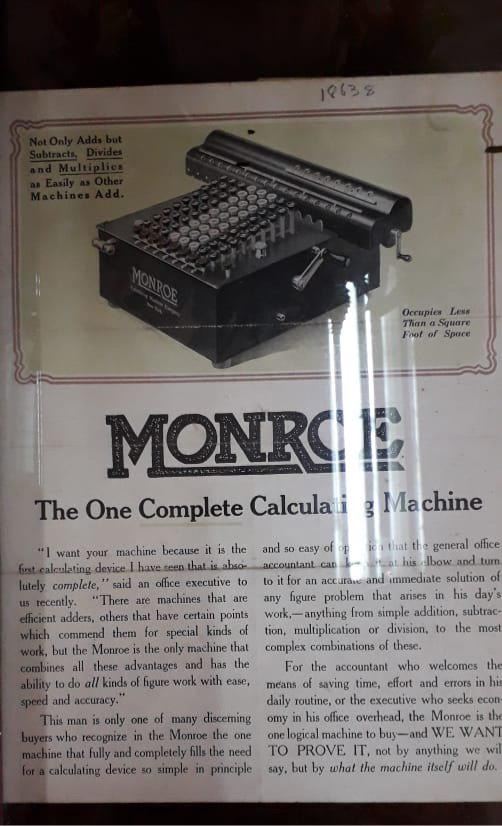 18638
Not Only Adds but
Subtracts, Divides
and Multiplies
as Easily as Other
Machines Add.
MONROE
Calculating Machine Company
New York
Occupies Less
Than a Square
Foot of Space
MONROE
The One Complete Calculating Machine
"I want your machine because it is the
first calculating device I have seen that is abso-
lutely complete," said an office executive to
us recently. "There are machines that are
efficient adders, others that have certain points
which commend them for special kinds of
work, but the Monroe is the only machine that
combines all these advantages and has the
ability to do all kinds of figure work with ease,
speed and accuracy."
This man is only one of many discerning
buyers who recognize in the Monroe the one
machine that fully and completely fills the need
for a calculating device so simple in principle
and so easy of that the general office
accountant can it at his elbow and turn
to it for an accurate and immediate solution of
any figure problem that arises in his day's
work,—anything from simple addition, subtrac-
tion, multiplication or division, to the most
complex combinations of these.
For the accountant who welcomes the
means of saving time, effort and errors in his
daily routine, or the executive who seeks econ-
omy in his office overhead, the Monroe is the
one logical machine to buy—and WE WANT
TO PROVE IT, not by anything we wil
say, but by what the machine itself will do.